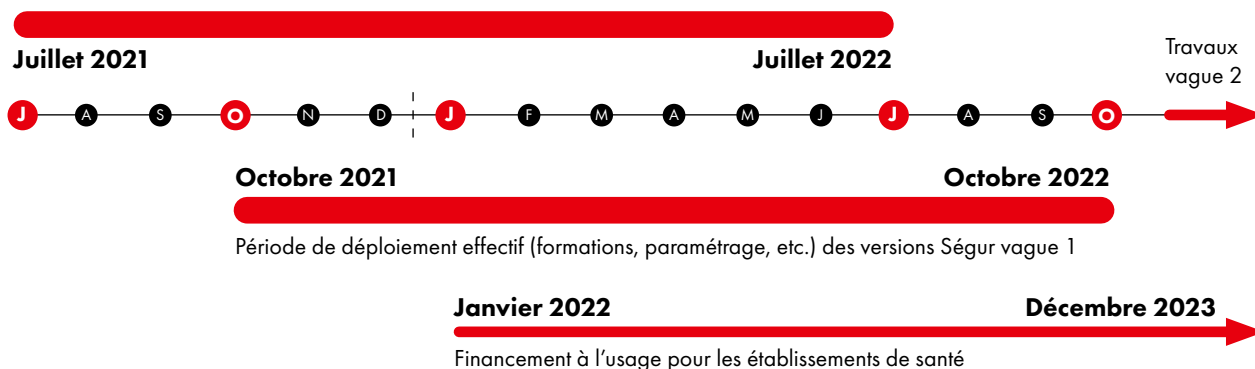 Juillet 2021 Juillet 2022
Travaux
vague 2
J A S O N D J F M A M J J A S O
Octobre 2021 Octobre 2022
Période de déploiement effectif (formations, paramétrage, etc.) des versions Ségur vague 1
Janvier 2022 Décembre 2023
Financement à l’usage pour les établissements de santé